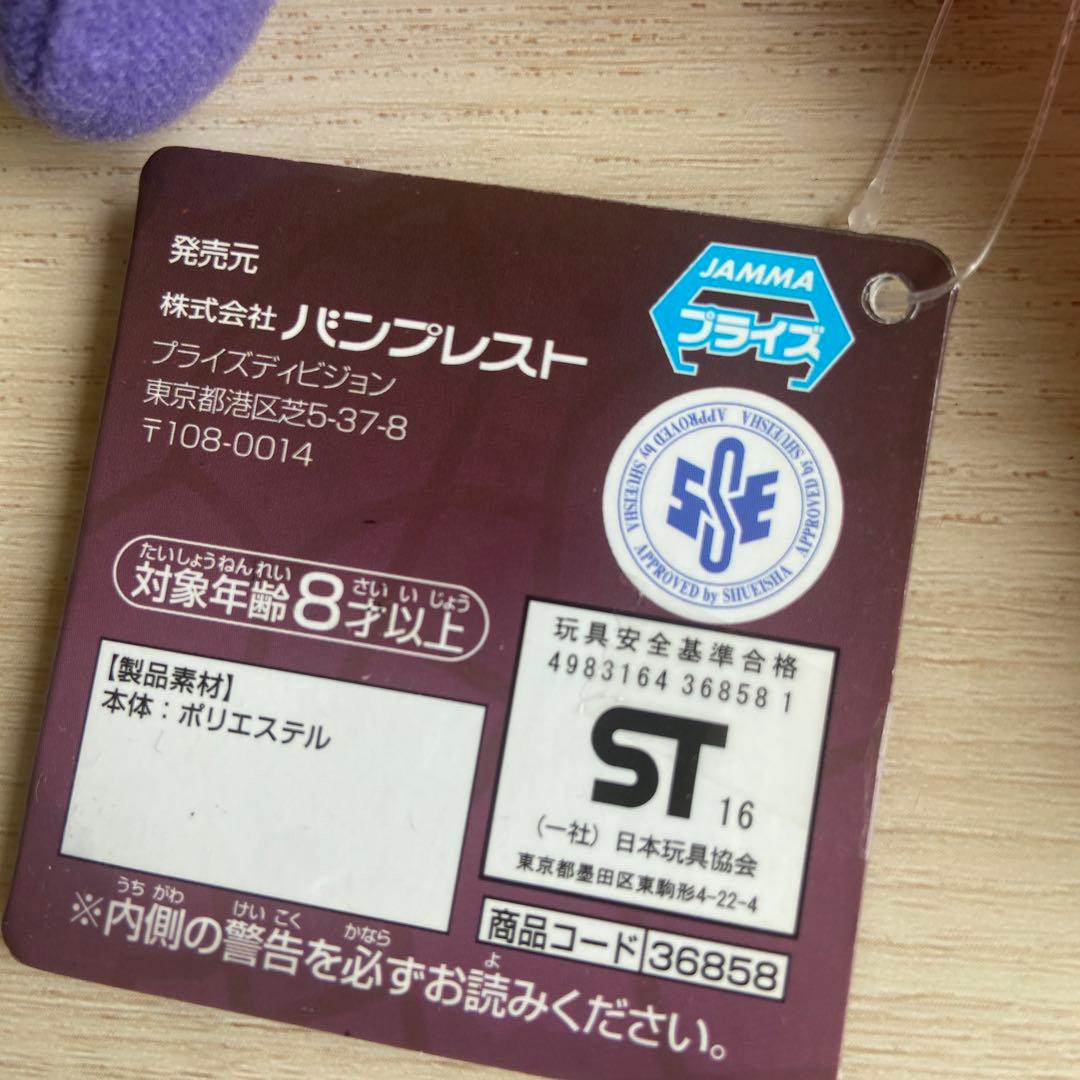 発売元
株式会社 バンプレスト
プライズディビジョン
東京都港区芝5-37-8
〒108-0014
JAMMA
プライズ
APPROVED by SHUEISHA APPROVED by SHUEISHA APPROVED by SHUEISHA
たいしょうねんれい さいいじょう
対象年齢8才以上
【製品素材】
本体：ポリエステル
玩具安全基準合格
4983164 368581
ST 16
（一社）日本玩具協会
東京都墨田区東駒形4-22-4
商品コード 36858
うちがわ けいこく かなら よ
※内側の警告を必ずお読みください。